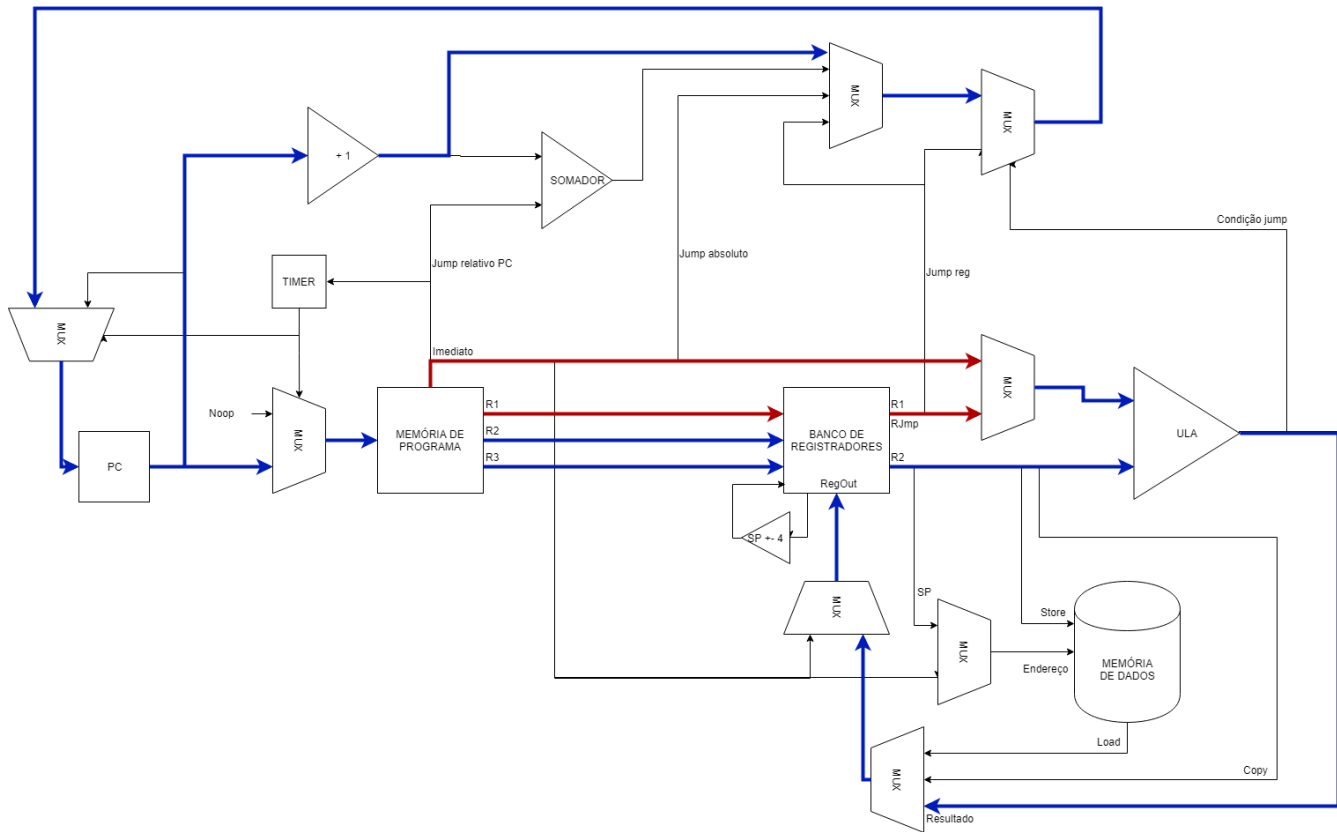 MUX
MUX
+ 1
SOMADOR
Condição jump
Jump absoluto
Jump relativo PC
Jump reg
TIMER
MUX
Imediato
MUX
Noop
MUX
R1
R1
MEMÓRIA DE
PROGRAMA
R2
BANCO DE
REGISTRADORES
RJmp
ULA
PC
R3
R2
RegOut
SP +- 4
SP
MUX
Store
MUX
Endereço
MEMÓRIA
DE DADOS
Load
MUX
Copy
Resultado